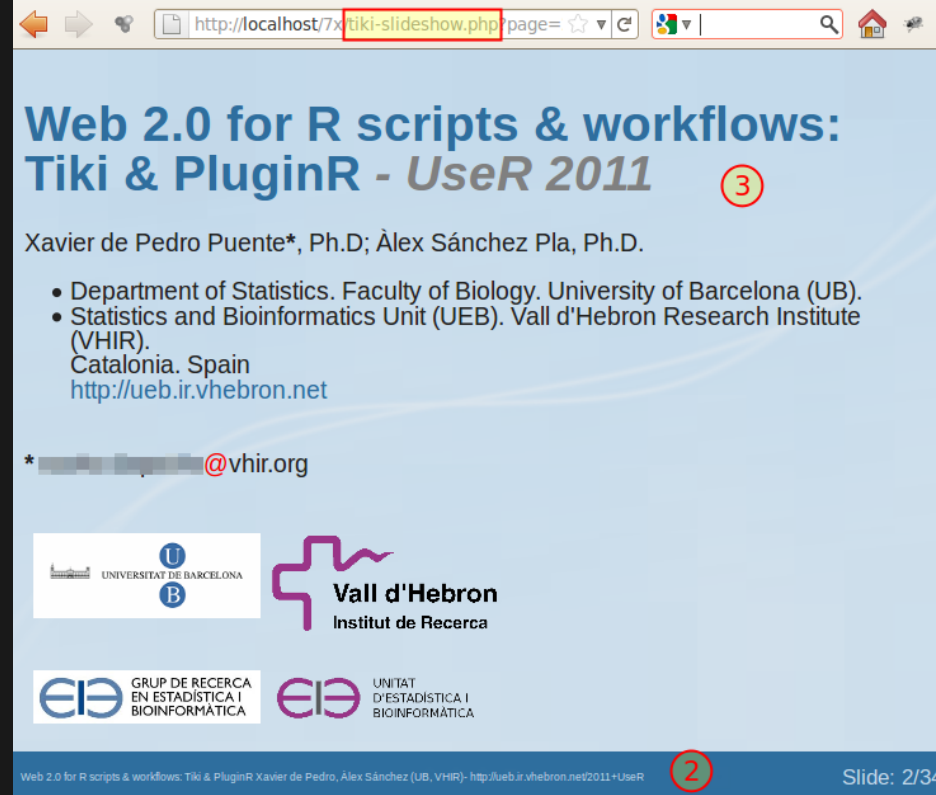 http://localhost/7x/tiki-slideshow.php?page=
Web 2.0 for R scripts & workflows:
Tiki & PluginR - UseR 2011
3
Xavier de Pedro Puente*, Ph.D; Àlex Sánchez Pla, Ph.D.
• Department of Statistics. Faculty of Biology. University of Barcelona (UB).
• Statistics and Bioinformatics Unit (UEB). Vall d'Hebron Research Institute
(VHIR).
Catalonia. Spain
http://ueb.ir.vhebron.net
* @vhir.org
U
UNIVERSITAT DE BARCELONA
B
Vall d'Hebron
Institut de Recerca
GRUP DE RECERCA
EN ESTADÍSTICA I
BIOINFORMÀTICA
UNITAT
D'ESTADÍSTICA I
BIOINFORMÀTICA
Web 2.0 for R scripts & workflows: Tiki & PluginR Xavier de Pedro, Àlex Sánchez (UB, VHIR)- http://ueb.ir.vhebron.net/2011+UseR
2
Slide: 2/34